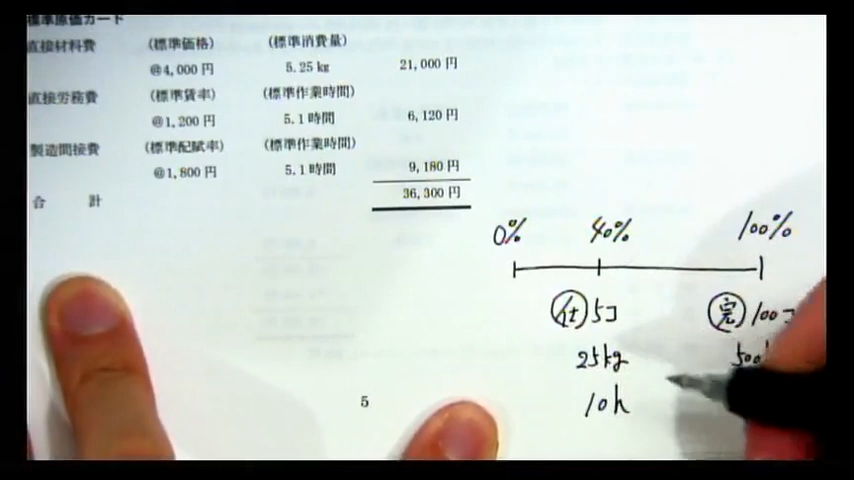 標準原価カード
直接材料費 (標準価格) (標準消費量)
@4,000円 5.25kg 21,000円
直接労務費 (標準賃率) (標準作業時間)
@1,200円 5.1時間 6,120円
製造間接費 (標準配賦率) (標準作業時間)
@1,800円 5.1時間 9,180円
合 計 36,300円
0% 40% 100%
仕 5コ 完 100コ
25kg 500
10h
5